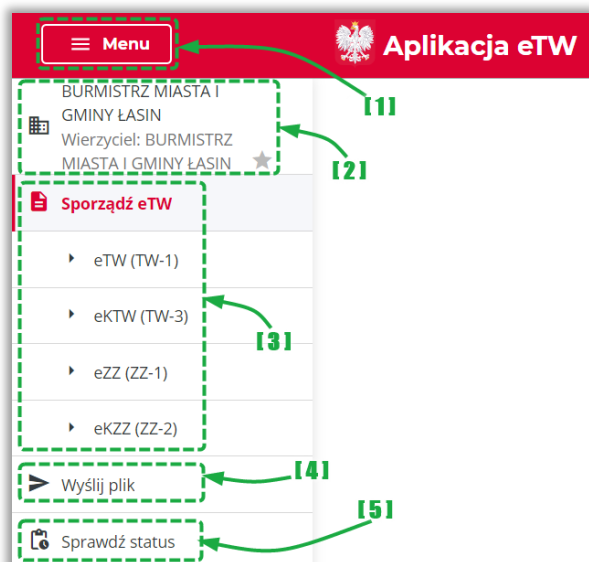 Menu
Aplikacja eTW
[1]
BURMISTRZ MIASTA I
GMINY ŁASIN
Wierzyciel: BURMISTRZ
MIASTA I GMINY ŁASIN
[2]
Sporządź eTW
eTW (TW-1)
eKTW (TW-3)
[3]
eZZ (ZZ-1)
eKZZ (ZZ-2)
[4]
Wyślij plik
[5]
Sprawdź status